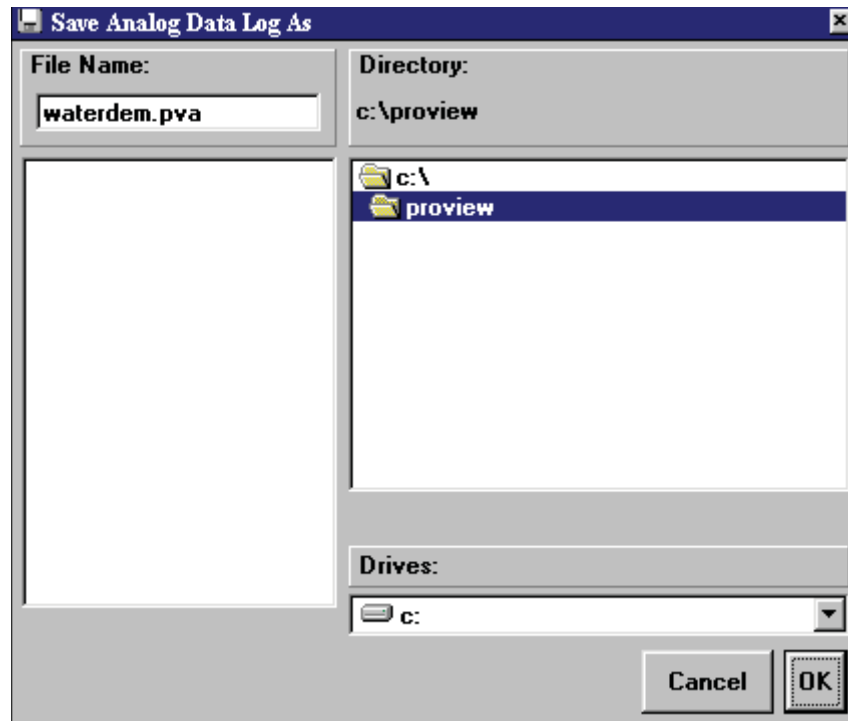 Save Analog Data Log As
File Name:
waterdem.pva
Directory:
c:\proview
c:\
proview
Drives:
c:
Cancel
OK